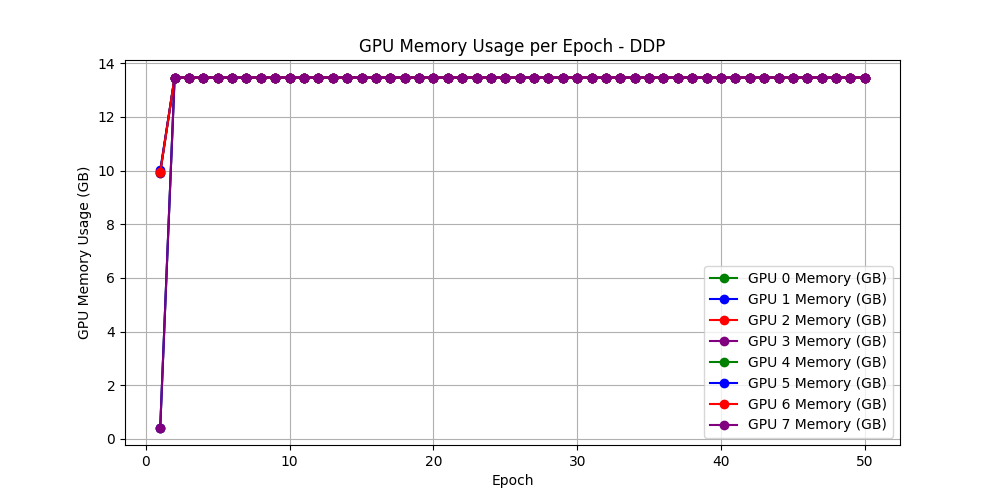 GPU Memory Usage per Epoch - DDP
GPU Memory Usage (GB)
14
12
10
8
6
4
2
0
0
10
20
30
40
50
Epoch
GPU 0 Memory (GB)
GPU 1 Memory (GB)
GPU 2 Memory (GB)
GPU 3 Memory (GB)
GPU 4 Memory (GB)
GPU 5 Memory (GB)
GPU 6 Memory (GB)
GPU 7 Memory (GB)